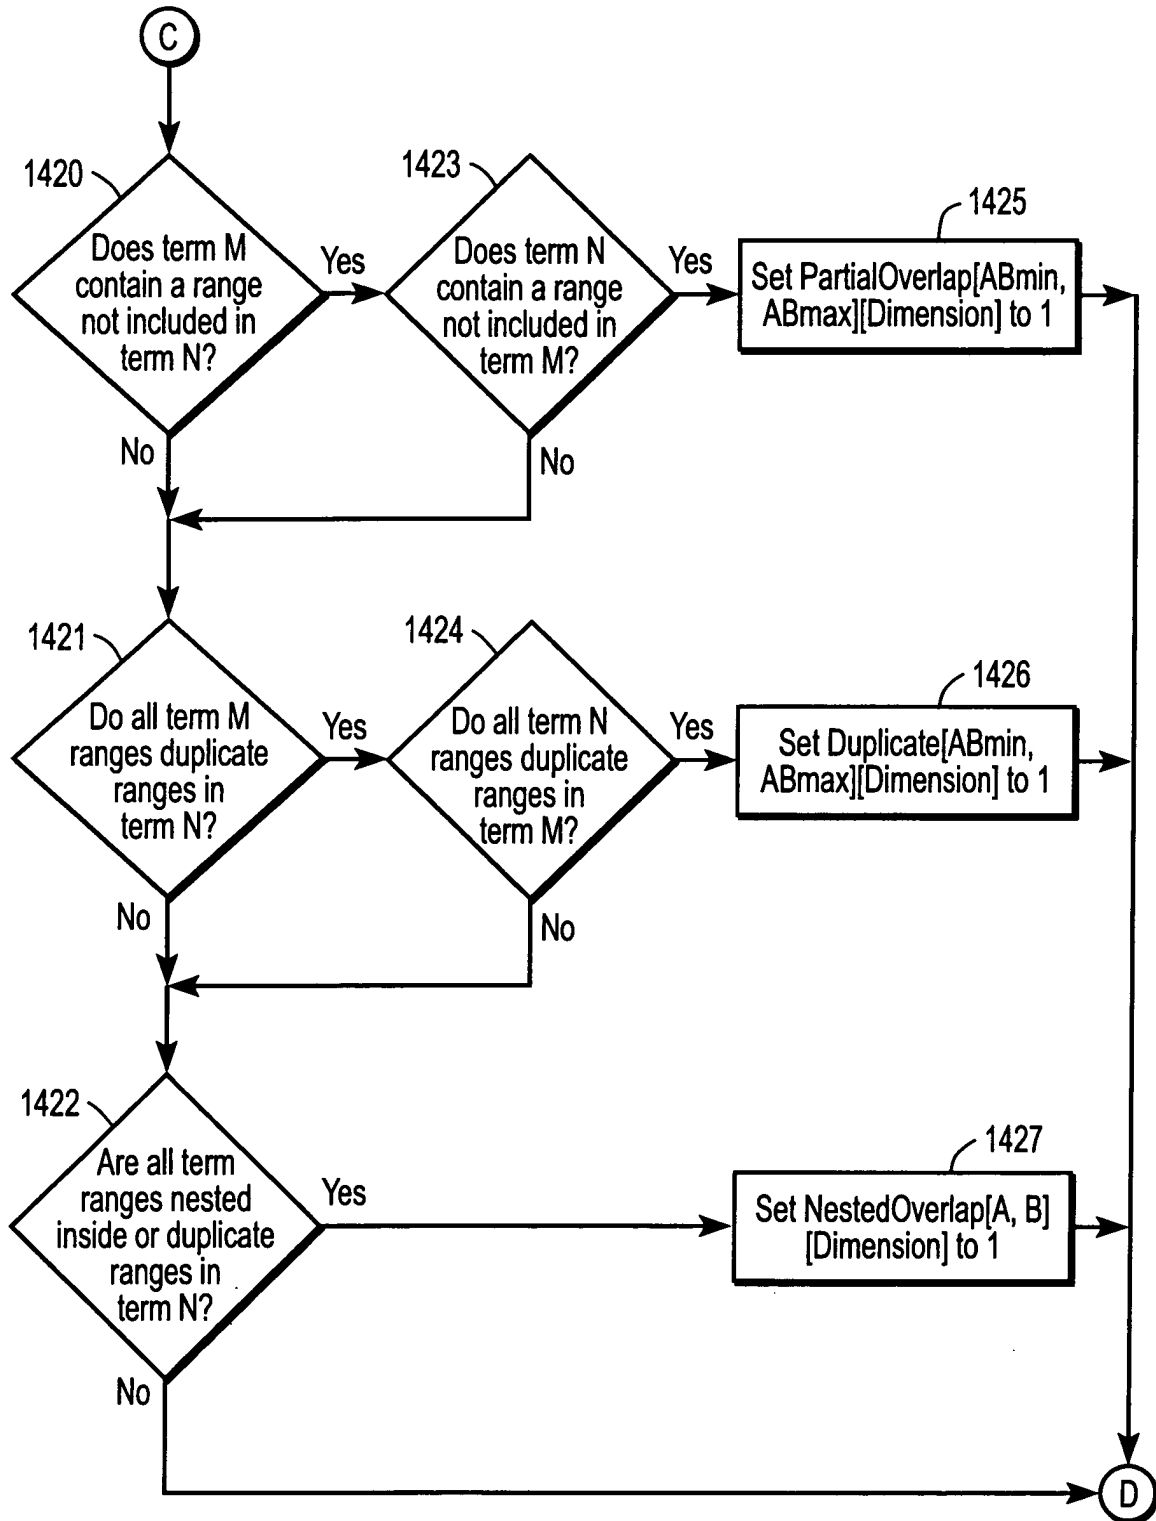 C
1420
Does term M
contain a range
not included in
term N?
Yes
No
1423
Does term N
contain a range
not included in
term M?
Yes
No
1425
Set PartialOverlap[ABmin,
ABmax][Dimension] to 1
1421
Do all term M
ranges duplicate
ranges in
term N?
Yes
No
1424
Do all term N
ranges duplicate
ranges in
term M?
Yes
No
1426
Set Duplicate[ABmin,
ABmax][Dimension] to 1
1422
Are all term
ranges nested
inside or duplicate
ranges in
term N?
Yes
No
1427
Set NestedOverlap[A, B]
[Dimension] to 1
D